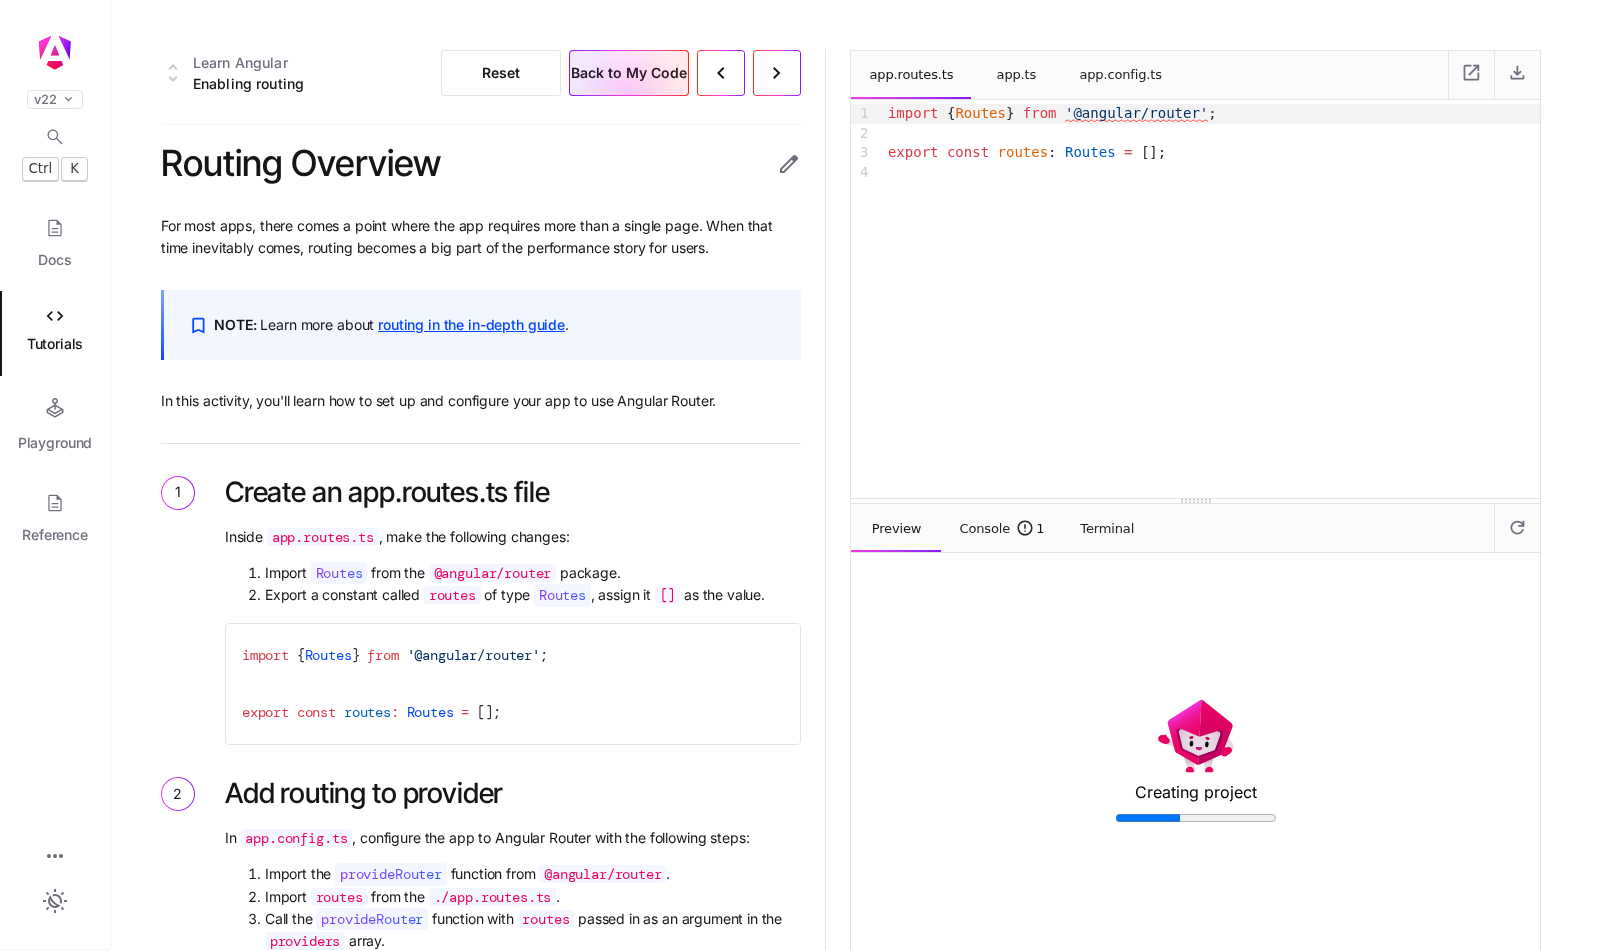 v22
Ctrl K
Docs
Tutorials
Playground
Reference
Learn Angular
Enabling routing
Reset
Back to My Code
Routing Overview
For most apps, there comes a point where the app requires more than a single page. When that
time inevitably comes, routing becomes a big part of the performance story for users.
NOTE: Learn more about routing in the in-depth guide.
In this activity, you'll learn how to set up and configure your app to use Angular Router.
1
Create an app.routes.ts file
Inside app.routes.ts, make the following changes:
1. Import Routes from the @angular/router package.
2. Export a constant called routes of type Routes, assign it [] as the value.
import {Routes} from '@angular/router';
export const routes: Routes = [];
2
Add routing to provider
In app.config.ts, configure the app to Angular Router with the following steps:
1. Import the provideRouter function from @angular/router.
2. Import routes from the ./app.routes.ts.
3. Call the provideRouter function with routes passed in as an argument in the
providers array.
app.routes.ts app.ts app.config.ts
1 import {Routes} from '@angular/router';
2
3 export const routes: Routes = [];
4
Preview Console 1 Terminal
Creating project